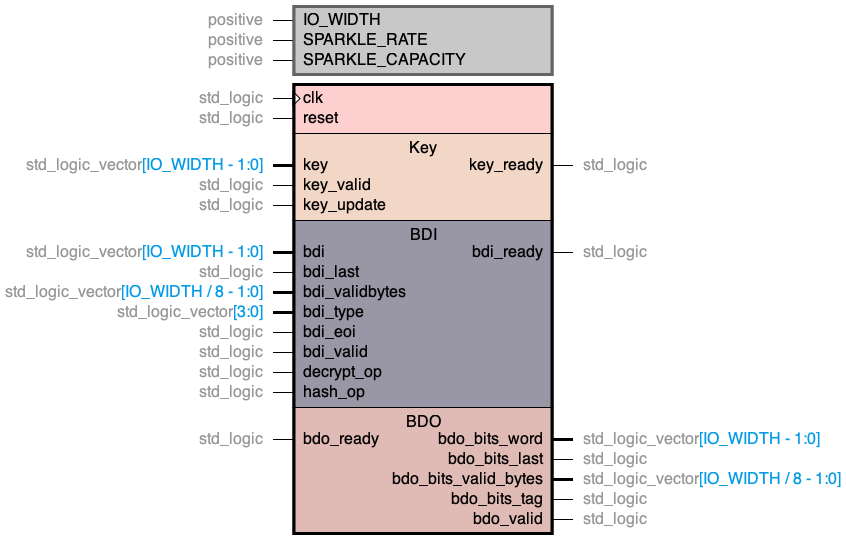 positive IO_WIDTH
positive SPARKLE_RATE
positive SPARKLE_CAPACITY
std_logic clk
std_logic reset
Key
std_logic_vector[IO_WIDTH - 1:0] key key_ready std_logic
std_logic key_valid
std_logic key_update
BDI
std_logic_vector[IO_WIDTH - 1:0] bdi bdi_ready std_logic
std_logic bdi_last
std_logic_vector[IO_WIDTH / 8 - 1:0] bdi_validbytes
std_logic_vector[3:0] bdi_type
std_logic bdi_eoi
std_logic bdi_valid
std_logic decrypt_op
std_logic hash_op
BDO
std_logic bdo_ready bdo_bits_word std_logic_vector[IO_WIDTH - 1:0]
bdo_bits_last std_logic
bdo_bits_valid_bytes std_logic_vector[IO_WIDTH / 8 - 1:0]
bdo_bits_tag std_logic
bdo_valid std_logic